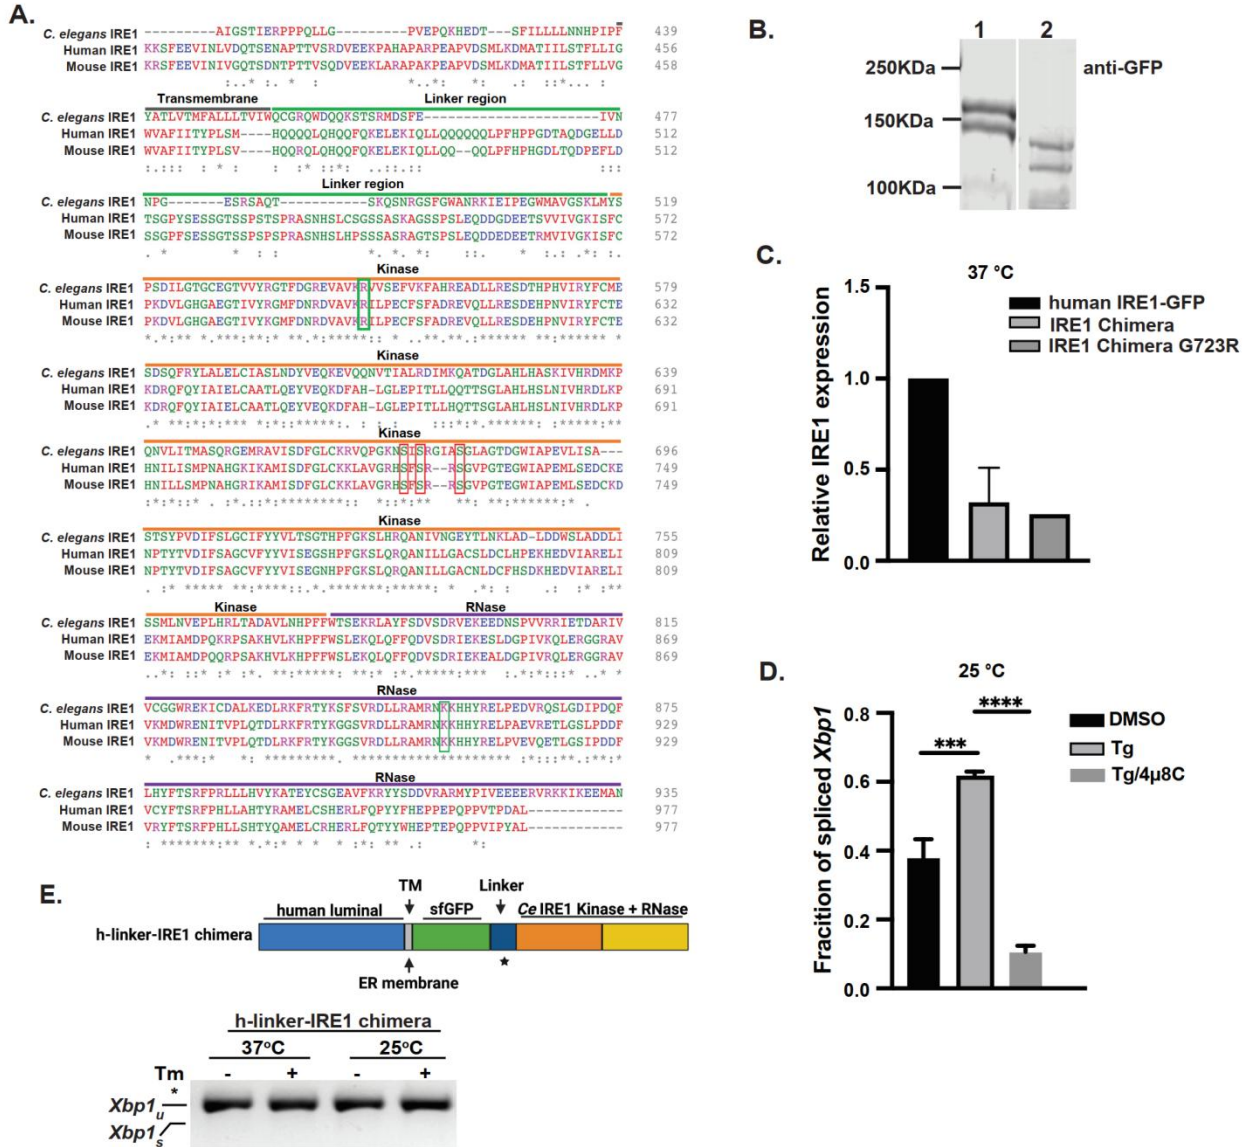 A.
C. elegans IRE1 ---------AIGSTIERPPPQLLG--------PVEPQKHEDT---SFILLLLNNHPIPF 439
Human IRE1 KKSFEEVINLVDQTSENAPTTVSRDVEEKPAHAPARPEAPVDSMLKDMATIILSTFLLIG 456
Mouse IRE1 KRSFEEVINIVGQTSDNTPTTVSQDVEEKLARAPAKPEAPVDSMLKDMATIILSTFLLVG 458
Transmembrane Linker region
C. elegans IRE1 YATLVTMFALLLTVIWQCGRQWDQQKSTSRMDSFE----------------------IVN 477
Human IRE1 WVAFIITYPLSM----HQQQQLQHQQFQKELEKIQLLQQQQQQLPFHPPGDTAQDGELLD 512
Mouse IRE1 WVAFIITYPLSV----HQQRQLQHQQFQKELEKIQLLQQ--QQLPFHPHGDLTQDPEFLD 512
Linker region
C. elegans IRE1 NPG-------ESRSAQT-----------SKQSNRGSFGWANRKIEIPEGWMAVGSKLMYS 519
Human IRE1 TSGPYSESSGTSSPSTSPRASNHSLCSGSSASKAGSSPSLEQDDGDEETSVVIVGKISFC 572
Mouse IRE1 SSGPFSESSGTSSPSPSPRASNHSLHPSSSASRAGTSPSLEQDDEDEETRMVIVGKISFC 572
Kinase
C. elegans IRE1 PSDILGTGCEGTVVYRGTFDGREVAVKRVVSEFVKFAHREADLLRESDTHPHVIRYFCME 579
Human IRE1 PKDVLGHGAEGTIVYRGMFDNRDVAVKRILPECFSFADREVQLLRESDEHPNVIRYFCTE 632
Mouse IRE1 PKDVLGHGAEGTIVYKGMFDNRDVAVKRILPECFSFADREVQLLRESDEHPNVIRYFCTE 632
Kinase
C. elegans IRE1 SDSQFRYLALELCIASLNDYVEQKEVQQNVTIALRDIMKQATDGLAHLHASKIVHRDMKP 639
Human IRE1 KDRQFQYIAIELCAATLQEYVEQKDFAH-LGLEPITLLQQTTSGLAHLHSLNIVHRDLKP 691
Mouse IRE1 KDRQFQYIAIELCAATLQEYVEQKDFAH-LGLEPITLLHQTTSGLAHLHSLNIVHRDLKP 691
Kinase
C. elegans IRE1 QNVLITMASQRGEMRAVISDFGLCKRVQPGKNSISRGIASGLAGTDGWIAPEVLISA--- 696
Human IRE1 HNILISMPNAHGKIKAMISDFGLCKKLAVGRHSFSR--RSGVPGTEGWIAPEMLSEDCKE 749
Mouse IRE1 HNILLSMPNAHGRIKAMISDFGLCKKLAVGRHSFSR--RSGVPGTEGWIAPEMLSEDCKD 749
Kinase
C. elegans IRE1 STSYPVDIFSLGCIFYYVLTSGTHPFGKSLHRQANIVNGEYTLNKLAD-LDDWSLADDLI 755
Human IRE1 NPTYTVDIFSAGCVFYYVISEGSHPFGKSLQRQANILLGACSLDCLHPEKHEDVIARELI 809
Mouse IRE1 NPTYTVDIFSAGCVFYYVISEGNHPFGKSLQRQANILLGACNLDCFHSDKHEDVIARELI 809
Kinase RNase
C. elegans IRE1 SSMLNVEPLHRLTADAVLNHPFFWTSEKRLAYFSDVSDRVEKEEDNSPVVRRIETDARIV 815
Human IRE1 EKMIAMDPQKRPSAKHVLKHPFFWSLEKQLQFFQDVSDRIEKESLDGPIVKQLERGGRAV 869
Mouse IRE1 EKMIAMDPQQRPSAKHVLKHPFFWSLEKQLQFFQDVSDRIEKEALDGPIVRQLERGGRAV 869
RNase
C. elegans IRE1 VCGGWREKICDALKEDLRKFRTYKSFSVRDLLRAMRNKKHHYRELPEDVRQSLGDIPDQF 875
Human IRE1 VKMDWRENITVPLQTDLRKFRTYKGGSVRDLLRAMRNKKHHYRELPAEVRETLGSLPDDF 929
Mouse IRE1 VKMDWRENITVPLQTDLRKFRTYKGGSVRDLLRAMRNKKHHYRELPVEVQETLGSIPDDF 929
RNase
C. elegans IRE1 LHYFTSRFPRLLLHVYKATEYCSGEAVFKRYYSDDVRARMYPIVEEEERVRKKIKEEMAN 935
Human IRE1 VCYFTSRFPHLLAHTYRAMELCSHERLFQPYYFHEPPEPQPPVTPDAL------------ 977
Mouse IRE1 VRYFTSRFPHLLSHTYQAMELCRHERLFQTYYWHEPTEPQPPVIPYAL------------ 977
B.
1 2
250KDa
150KDa
100KDa
anti-GFP
C.
37 °C
human IRE1-GFP
IRE1 Chimera
IRE1 Chimera G723R
Relative IRE1 expression
1.5
1.0
0.5
0.0
D.
25 °C
DMSO
Tg
Tg/4µ8C
Fraction of spliced Xbp1
0.8
0.6
0.4
0.2
0.0
***
****
E.
TM Linker
human luminal sfGFP Ce IRE1 Kinase + RNase
h-linker-IRE1 chimera
ER membrane
h-linker-IRE1 chimera
37°C 25°C
Tm - + - +
*
Xbp1u
Xbp1s